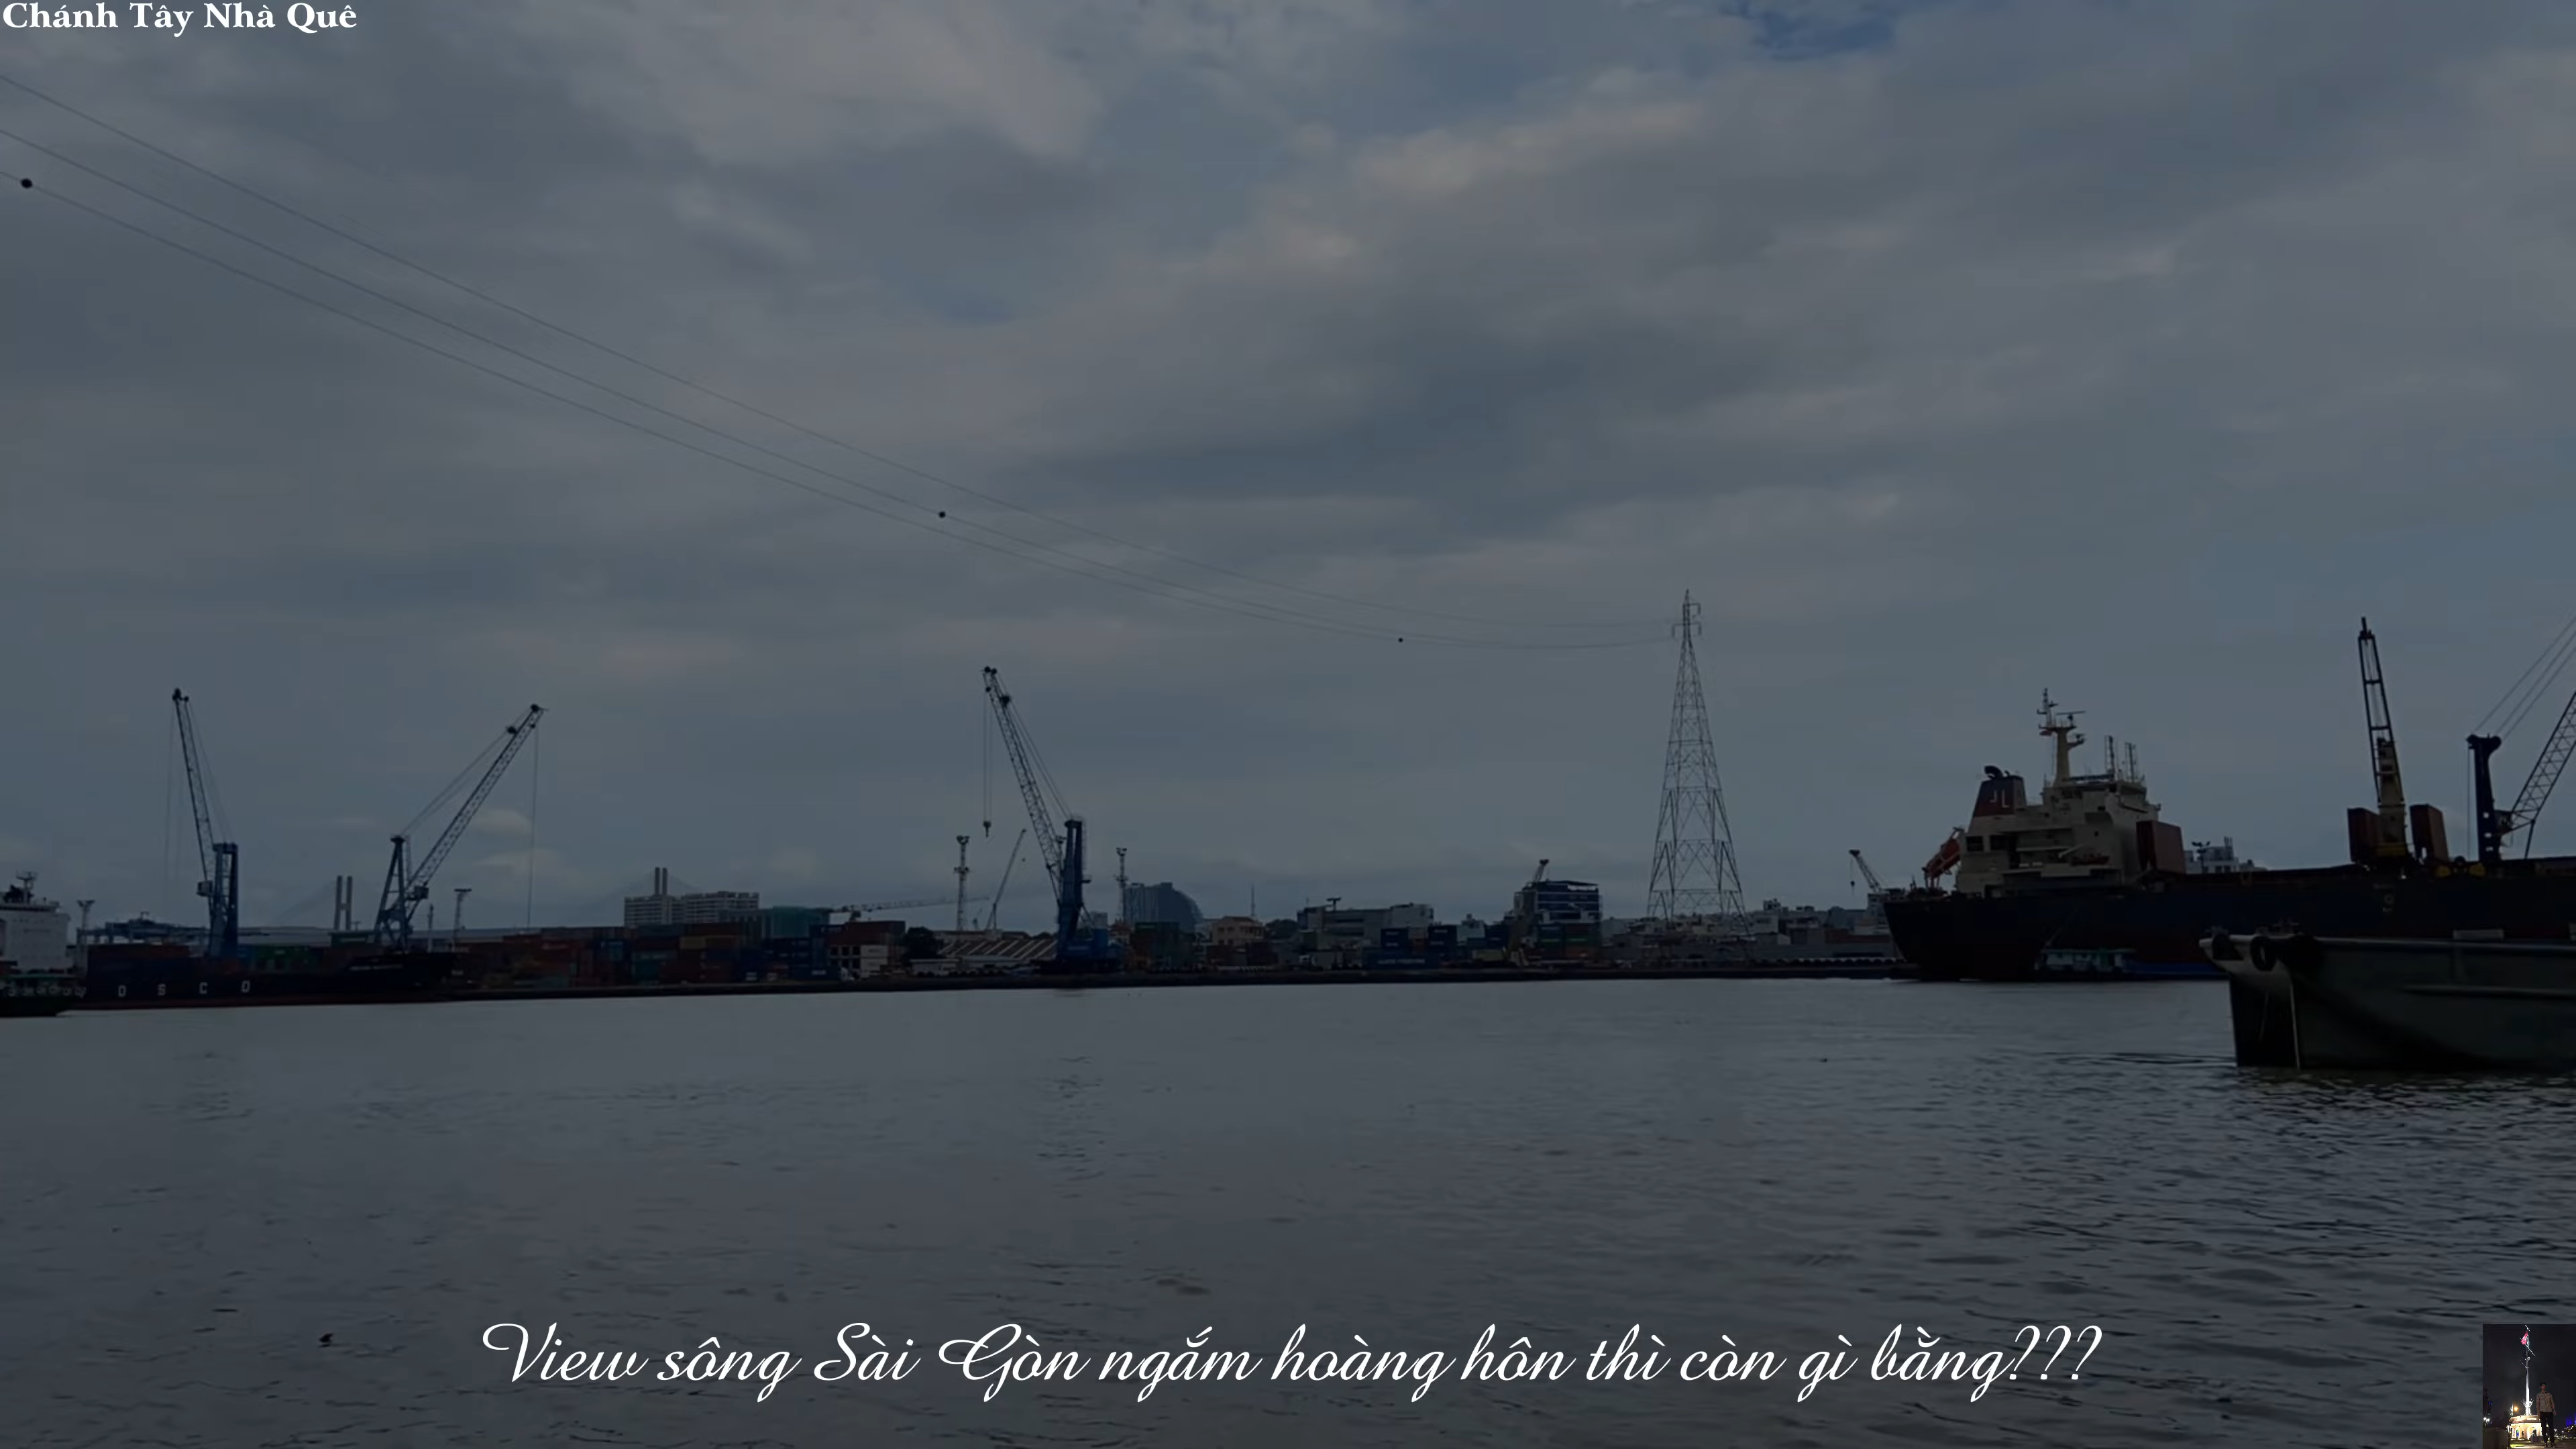 Chánh Tây Nhà Quê
O S C O
View sông Sài Gòn ngắm hoàng hôn thì còn gì bằng???